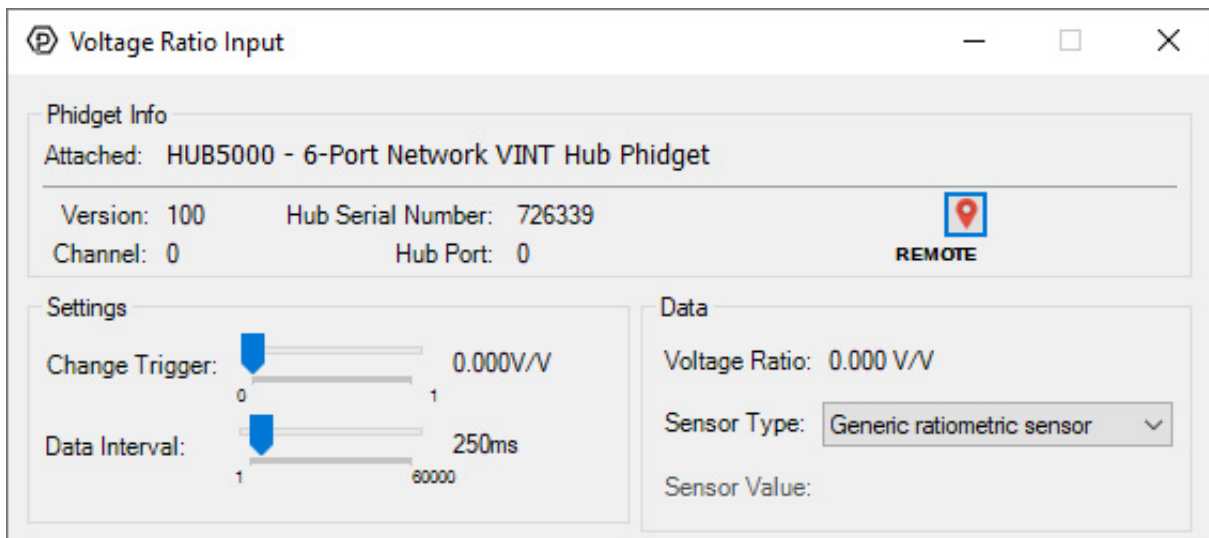 Voltage Ratio Input
Phidget Info
Attached: HUB5000 - 6-Port Network VINT Hub Phidget
Version: 100 Hub Serial Number: 726339
Channel: 0 Hub Port: 0
REMOTE
Settings
Change Trigger: 0.000V/V
0 1
Data Interval: 250ms
1 60000
Data
Voltage Ratio: 0.000 V/V
Sensor Type: Generic ratiometric sensor
Sensor Value: